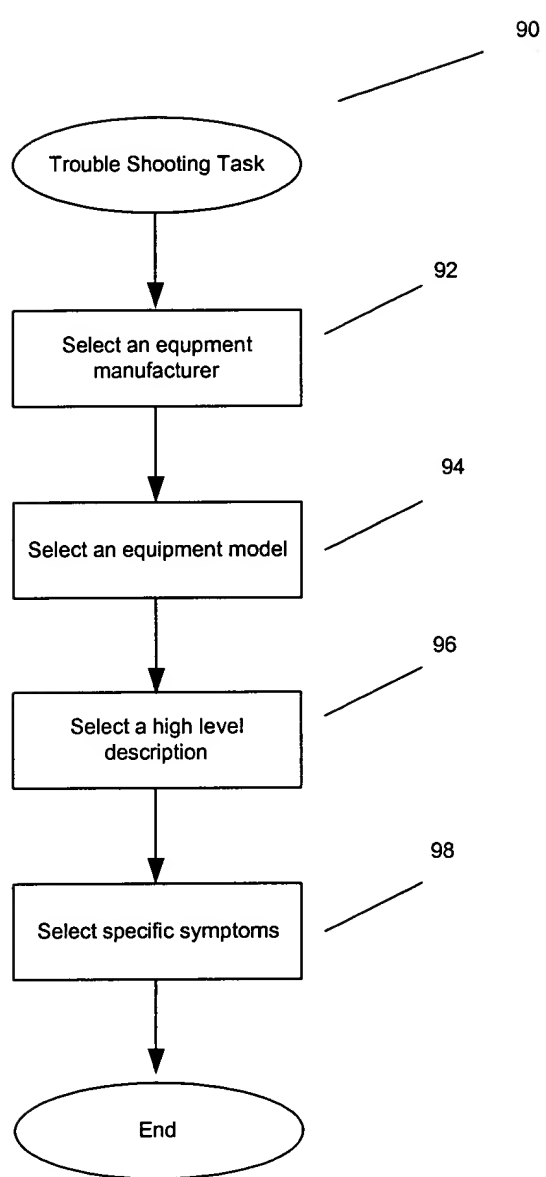 90
Trouble Shooting Task
92
Select an equpment
manufacturer
94
Select an equipment model
96
Select a high level
description
98
Select specific symptoms
End